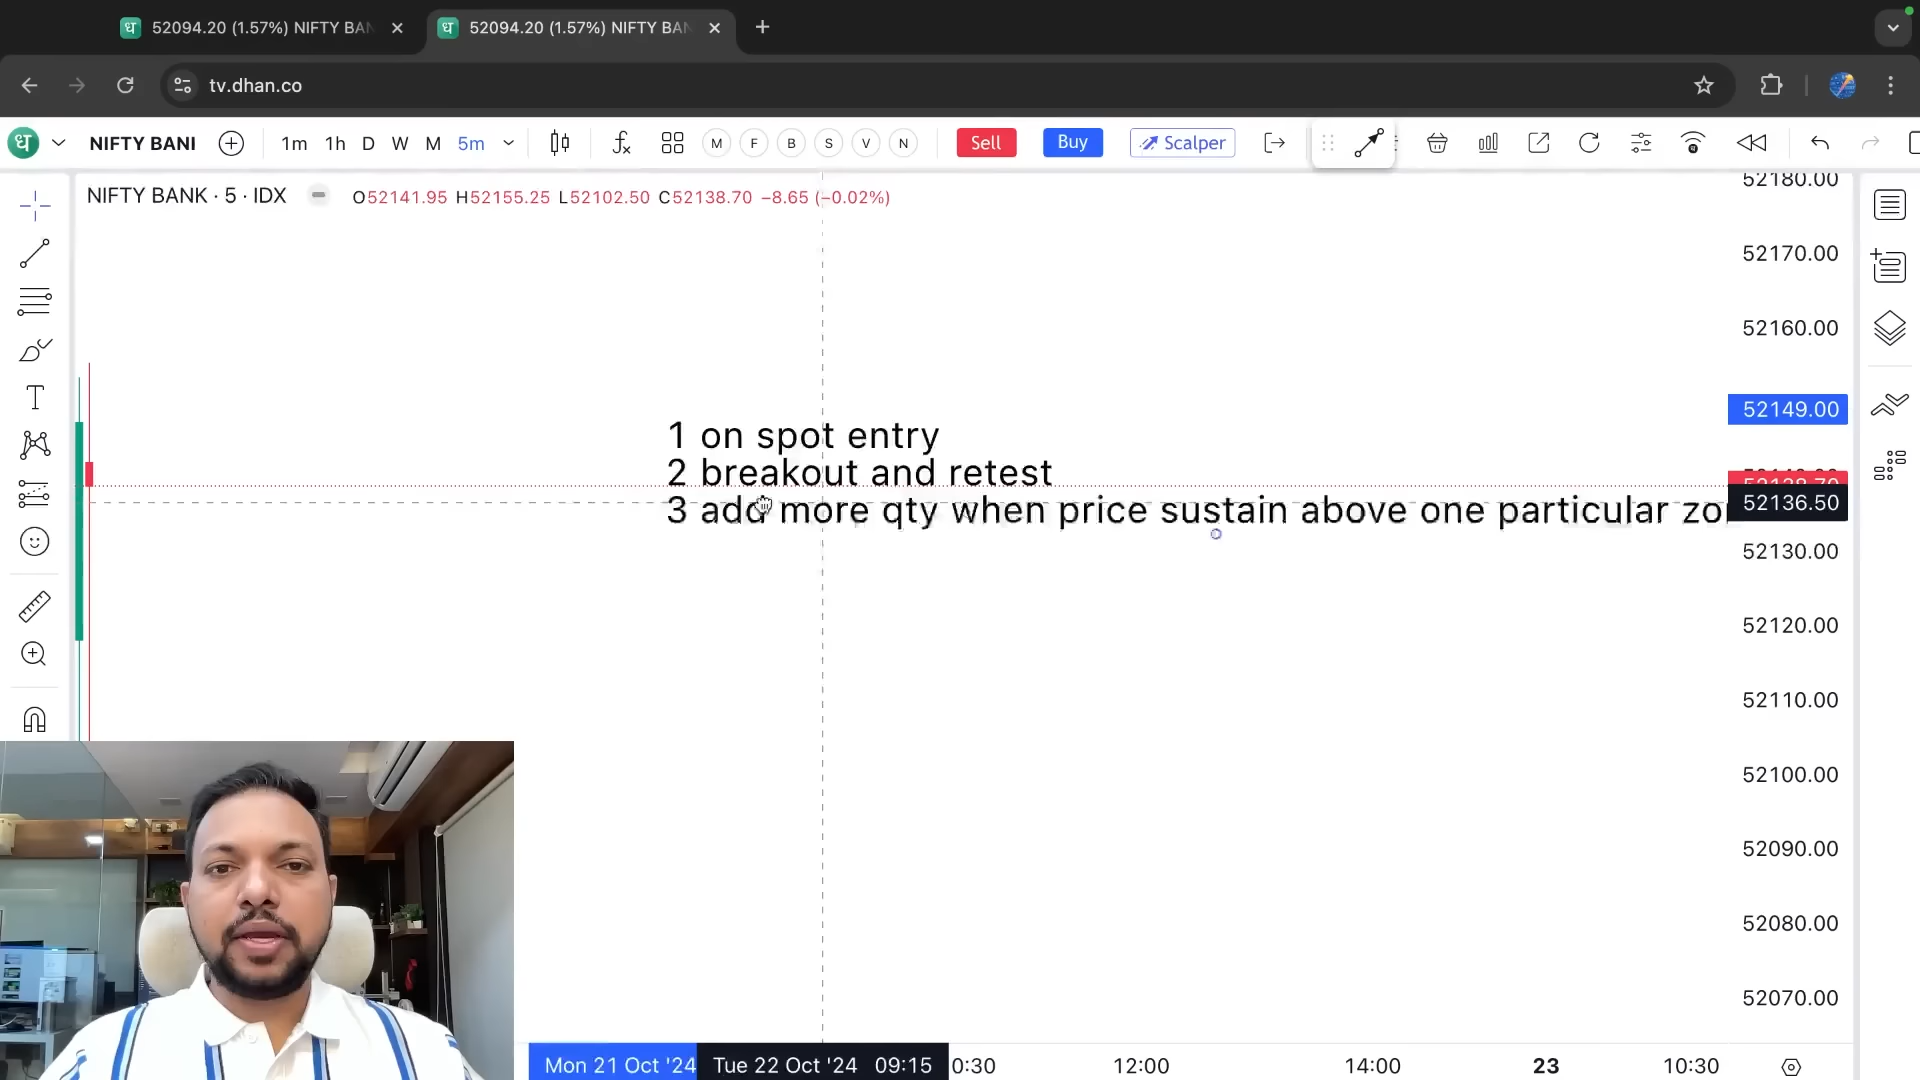 52094.20 (1.57%) NIFTY BAN
52094.20 (1.57%) NIFTY BAN
tv.dhan.co
ध NIFTY BANI 1m 1h D W M 5m M F B S V N Sell Buy Scalper
NIFTY BANK · 5 · IDX O52141.95 H52155.25 L52102.50 C52138.70 −8.65 (−0.02%)
52180.00
52170.00
52160.00
52149.00
1 on spot entry
2 breakout and retest
52138.70
3 add more qty when price sustain above one particular
52136.50
52130.00
52120.00
52110.00
52100.00
52090.00
52080.00
52070.00
Mon 21 Oct '24 Tue 22 Oct '24 09:15 0:30 12:00 14:00 23 10:30